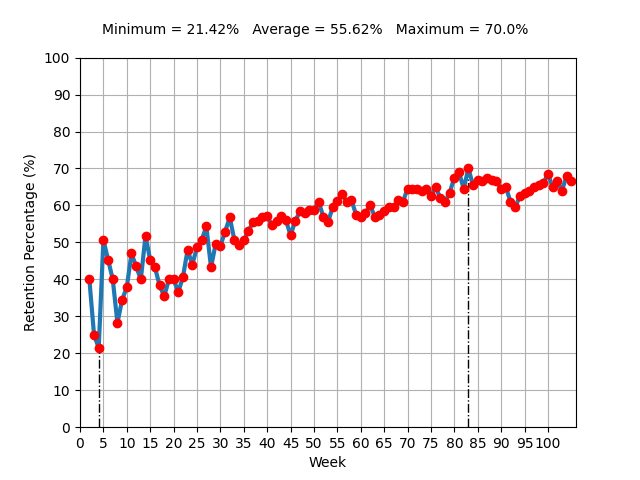 Minimum = 21.42%   Average = 55.62%   Maximum = 70.0%
100
90
80
70
60
50
40
30
20
10
0
Retention Percentage (%)
0 5 10 15 20 25 30 35 40 45 50 55 60 65 70 75 80 85 90 95 100
Week